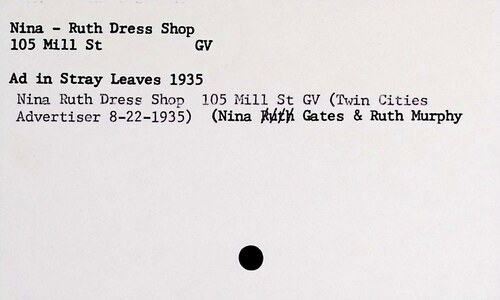 Nina - Ruth Dress Shop
105 Mill St GV
Ad in Stray Leaves 1935
Nina Ruth Dress Shop 105 Mill St GV (Twin Cities
Advertiser 8-22-1935) (Nina Ruth Gates & Ruth Murphy